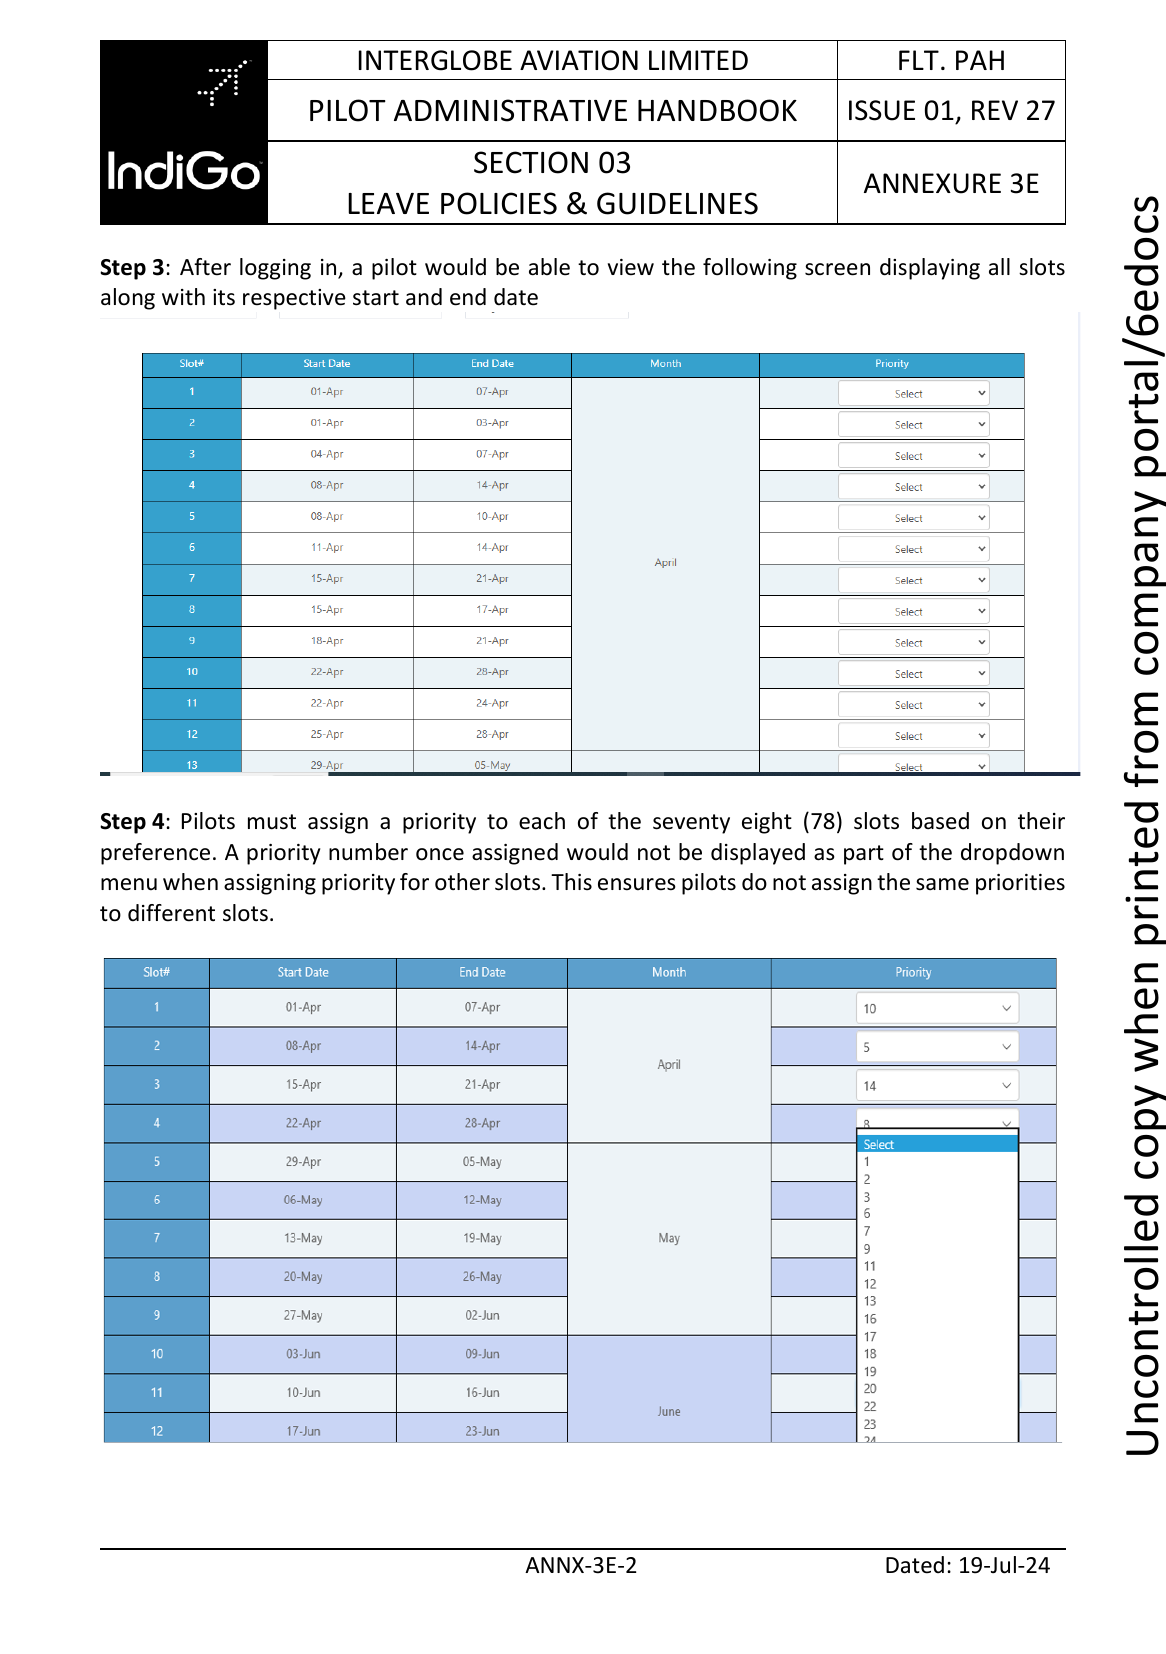 INTERGLOBE AVIATION LIMITED FLT. PAH
PILOT ADMINISTRATIVE HANDBOOK ISSUE 01, REV 27
IndiGo
SECTION 03
LEAVE POLICIES & GUIDELINES
ANNEXURE 3E
Step 3: After logging in, a pilot would be able to view the following screen displaying all slots
along with its respective start and end date
Slot# Start Date End Date Month Priority
1 01-Apr 07-Apr Select
2 01-Apr 03-Apr Select
3 04-Apr 07-Apr Select
4 08-Apr 14-Apr Select
5 08-Apr 10-Apr Select
6 11-Apr 14-Apr Select
April
7 15-Apr 21-Apr Select
8 15-Apr 17-Apr Select
9 18-Apr 21-Apr Select
10 22-Apr 28-Apr Select
11 22-Apr 24-Apr Select
12 25-Apr 28-Apr Select
13 29-Apr 05-May Select
Step 4: Pilots must assign a priority to each of the seventy eight (78) slots based on their
preference. A priority number once assigned would not be displayed as part of the dropdown
menu when assigning priority for other slots. This ensures pilots do not assign the same priorities
to different slots.
Slot# Start Date End Date Month Priority
1 01-Apr 07-Apr 10
2 08-Apr 14-Apr 5
April
3 15-Apr 21-Apr 14
4 22-Apr 28-Apr 8
5 29-Apr 05-May
6 06-May 12-May
7 13-May 19-May May
8 20-May 26-May
9 27-May 02-Jun
10 03-Jun 09-Jun
11 10-Jun 16-Jun
June
12 17-Jun 23-Jun
Select
1
2
3
6
7
9
11
12
13
16
17
18
19
20
22
23
24
ANNX-3E-2 Dated: 19-Jul-24
Uncontrolled copy when printed from company portal/6edocs